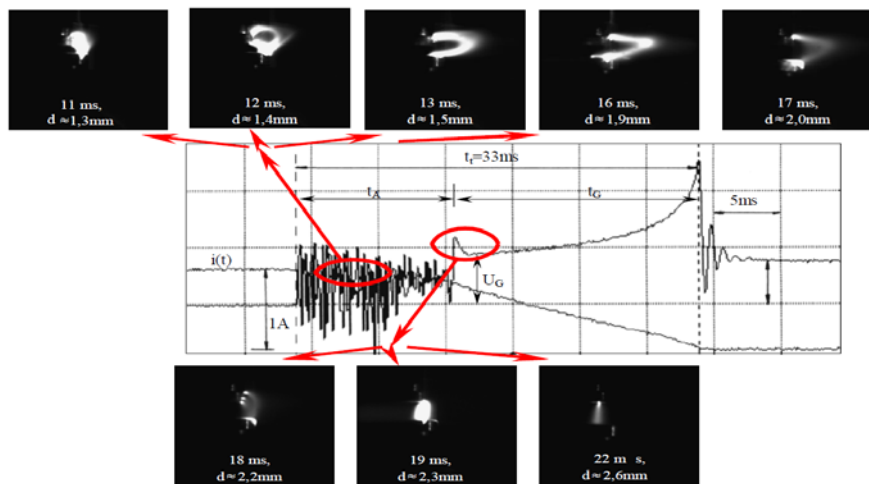 11 ms,
d ≈ 1,3mm
12 ms,
d ≈ 1,4mm
13 ms,
d ≈ 1,5mm
16 ms,
d ≈ 1,9mm
17 ms,
d ≈ 2,0mm
tt=33ms
tA
tG
5ms
i(t)
UG
1A
18 ms,
d ≈ 2,2mm
19 ms,
d ≈ 2,3mm
22 m s,
d ≈ 2,6mm